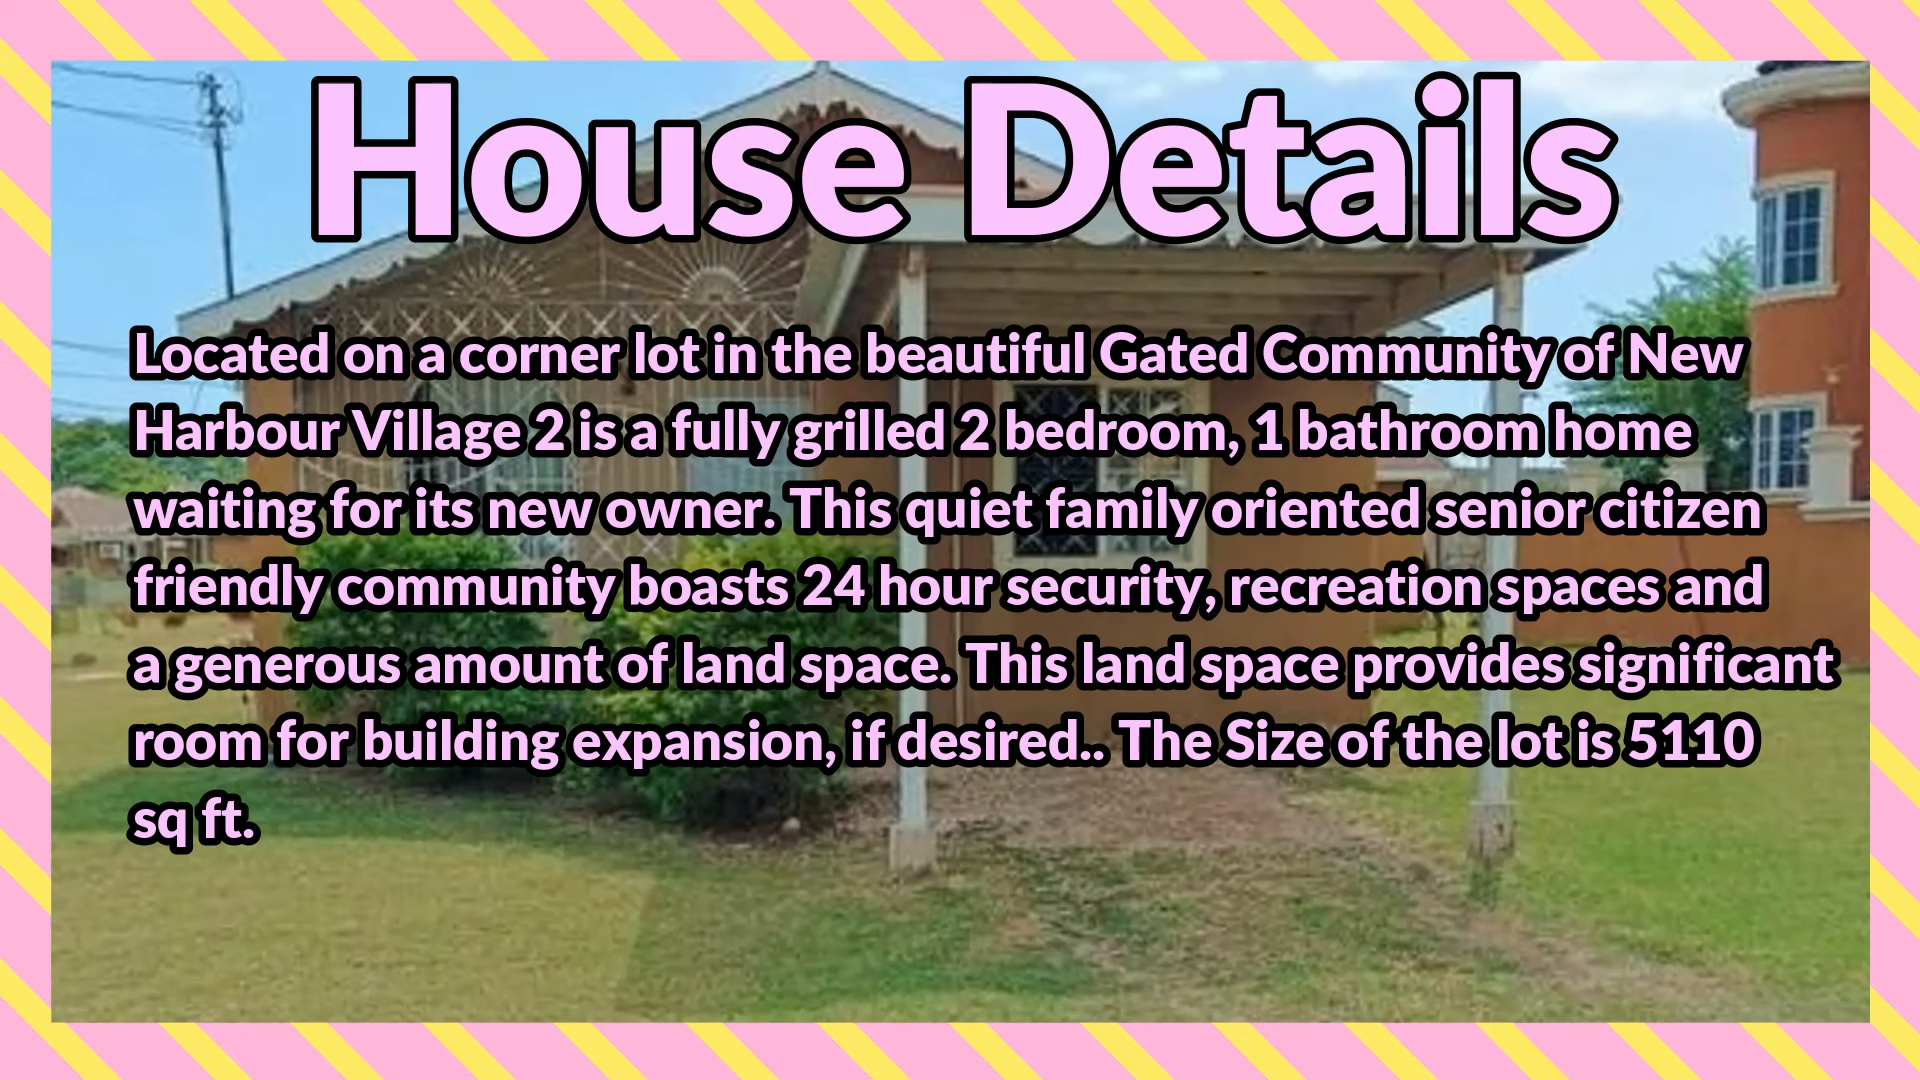 House Details
Located on a corner lot in the beautiful Gated Community of New
Harbour Village 2 is a fully grilled 2 bedroom, 1 bathroom home
waiting for its new owner. This quiet family oriented senior citizen
friendly community boasts 24 hour security, recreation spaces and
a generous amount of land space. This land space provides significant
room for building expansion, if desired.. The Size of the lot is 5110
sq ft.